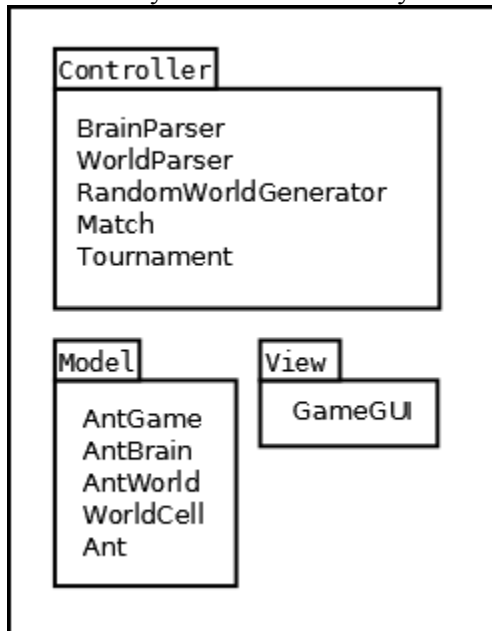 Controller
BrainParser
WorldParser
RandomWorldGenerator
Match
Tournament
Model
AntGame
AntBrain
AntWorld
WorldCell
Ant
View
GameGUI